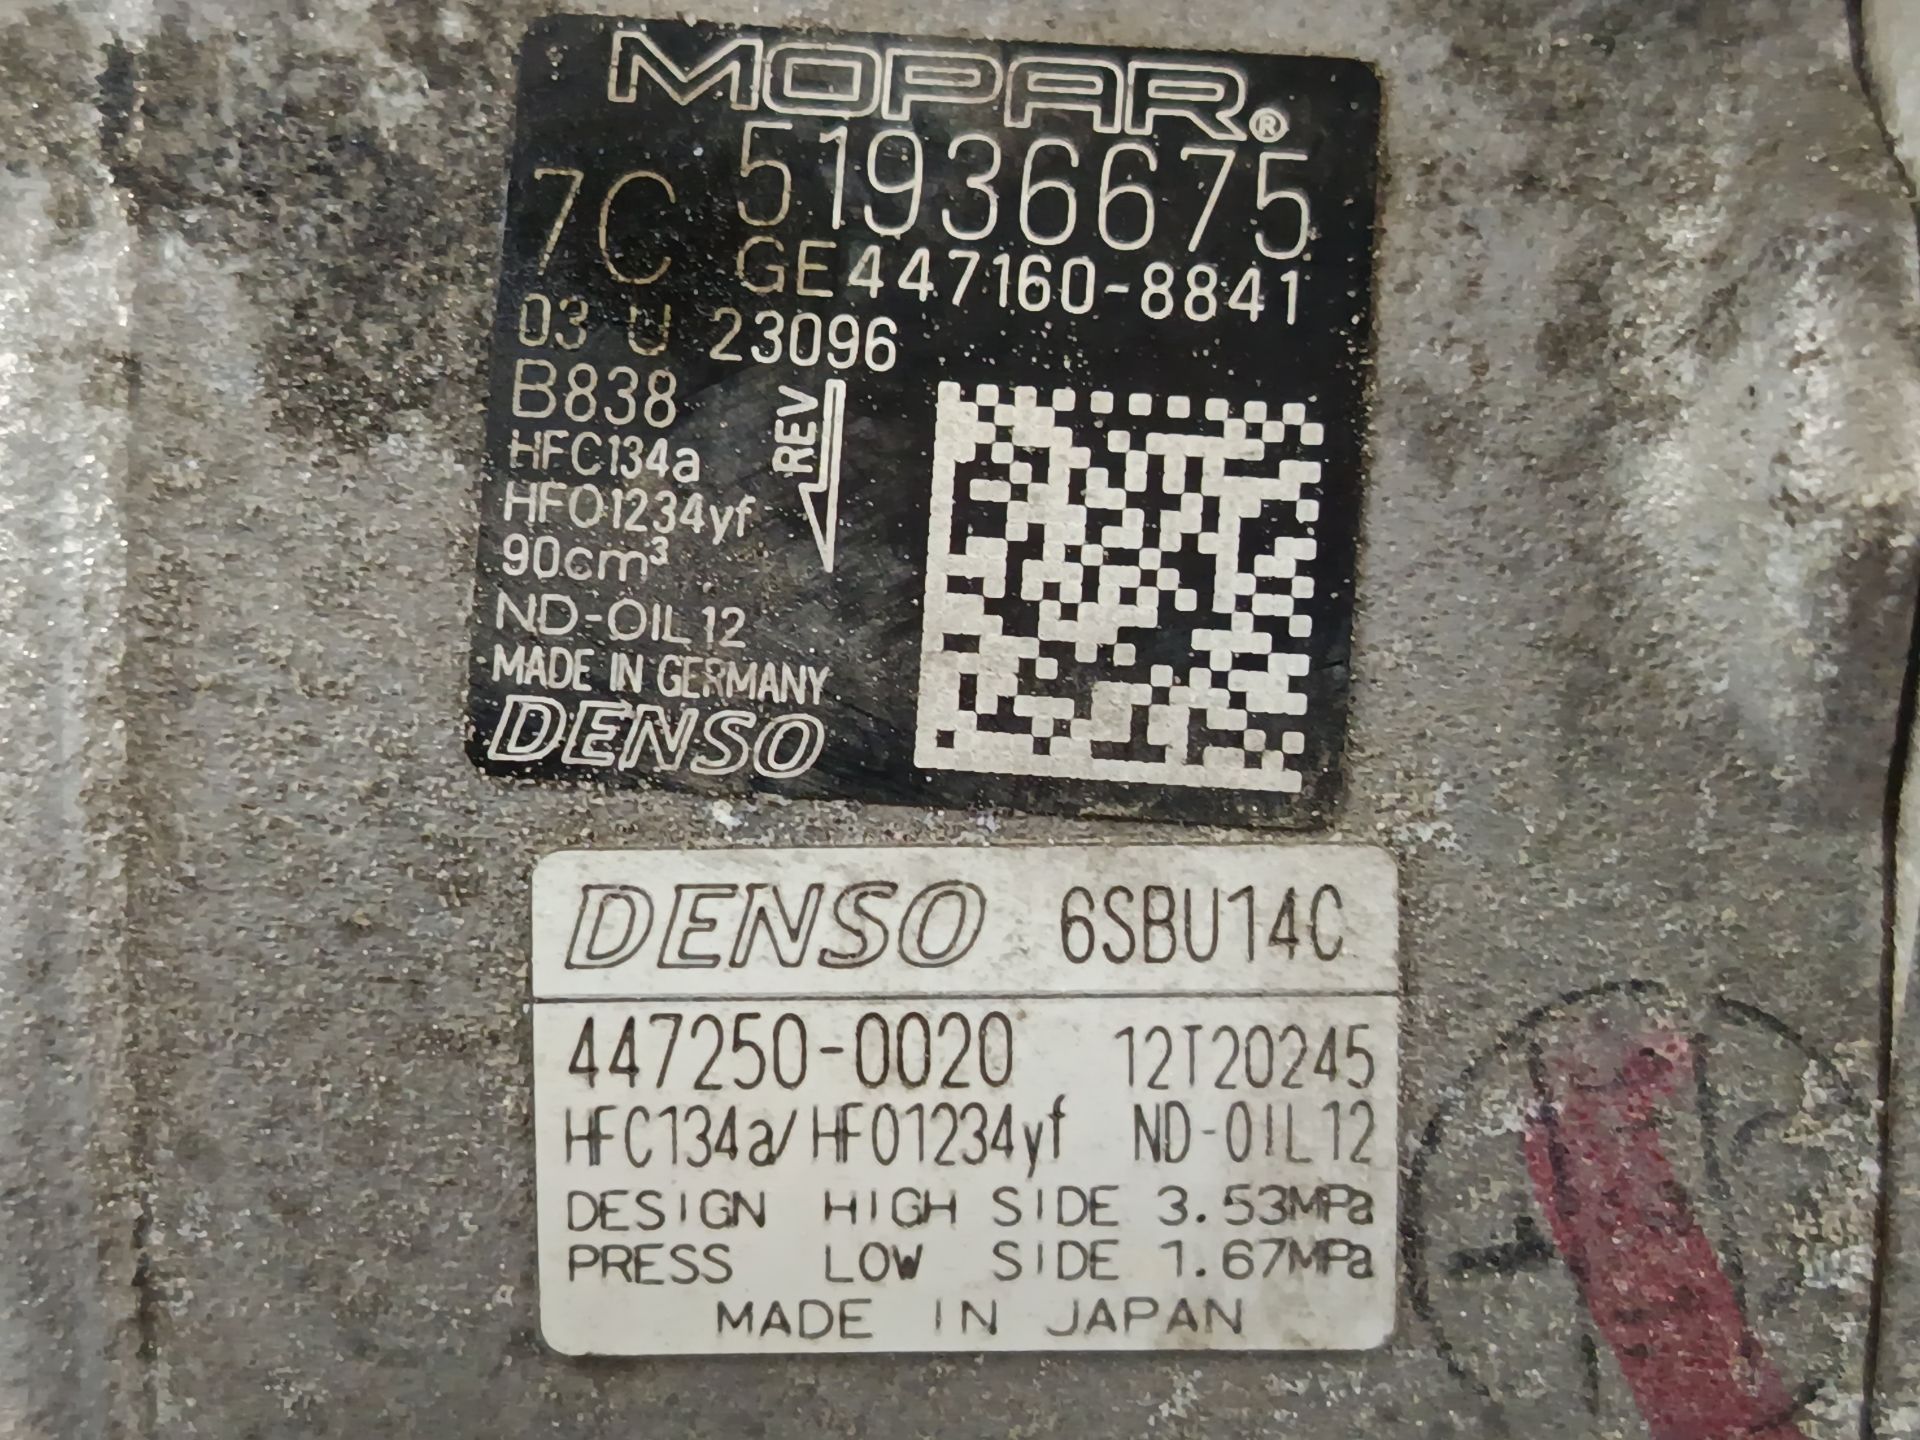 MOPAR®
7C 51936675
GE447160-8841
03 U 23096
B838
REV
HFC134a
HFO1234yf
90cm³
ND-OIL12
MADE IN GERMANY
DENSO
DENSO 6SBU14C
447250-0020 12T20245
HFC134a/HFO1234yf ND-OIL12
DESIGN HIGH SIDE 3.53MPa
PRESS LOW SIDE 1.67MPa
MADE IN JAPAN